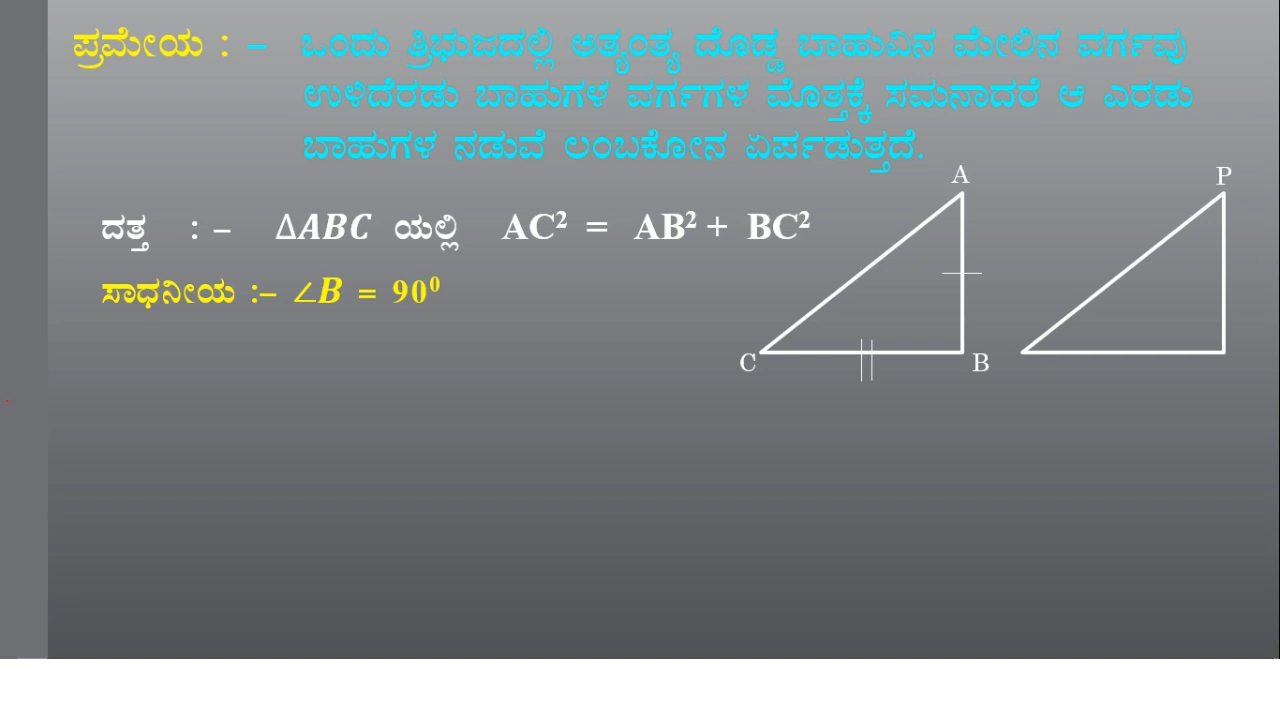 ಪ್ರಮೇಯ : – ಒಂದು ತ್ರಿಭುಜದಲ್ಲಿ ಅತ್ಯಂತ್ಯ ದೊಡ್ಡ ಬಾಹುವಿನ ಮೇಲಿನ ವರ್ಗವು
ಉಳಿದೆರಡು ಬಾಹುಗಳ ವರ್ಗಗಳ ಮೊತ್ತಕ್ಕೆ ಸಮನಾದರೆ ಆ ಎರಡು
ಬಾಹುಗಳ ನಡುವೆ ಲಂಬಕೋನ ಏರ್ಪಡುತ್ತದೆ.
A
P
ದತ್ತ : – ΔABC ಯಲ್ಲಿ AC² = AB² + BC²
ಸಾಧನೀಯ :– ∠B = 90⁰
C
B